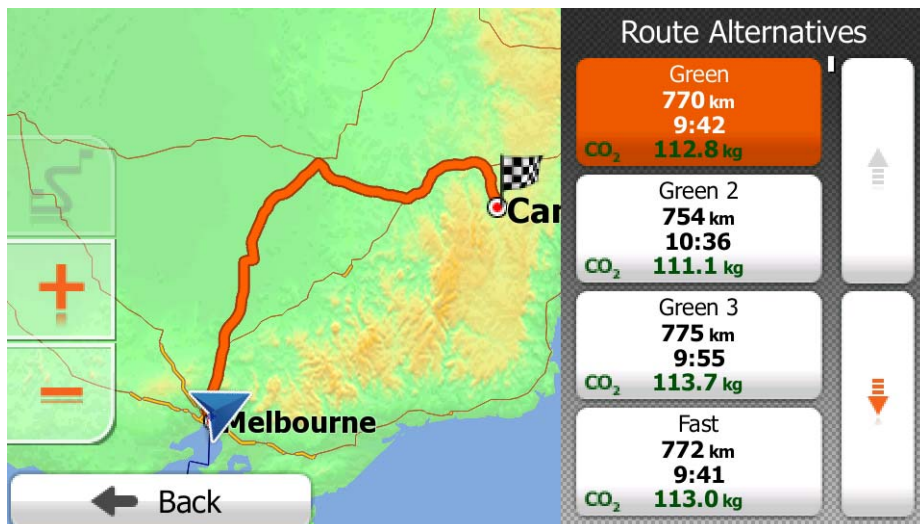 Route Alternatives
Green
770 km
9:42
CO₂ 112.8 kg
Green 2
754 km
10:36
CO₂ 111.1 kg
Green 3
775 km
9:55
CO₂ 113.7 kg
Fast
772 km
9:41
CO₂ 113.0 kg
Car
Melbourne
Back